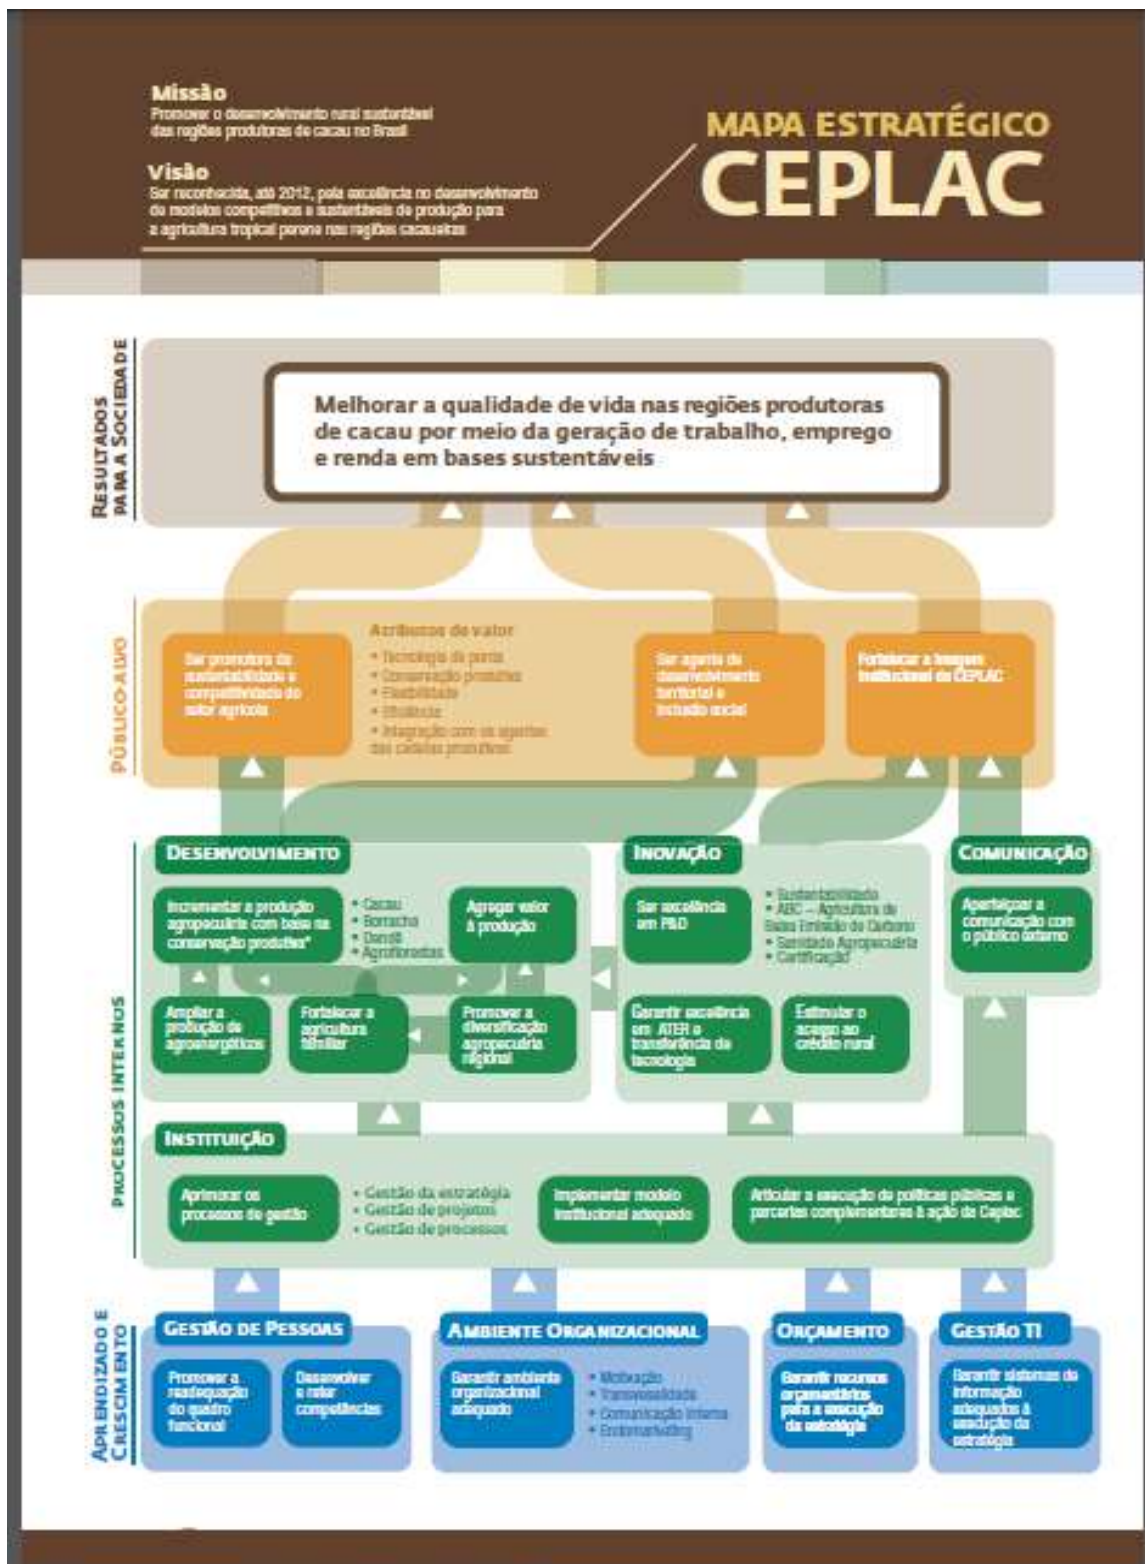 Missão
Promover o desenvolvimento rural sustentável
das regiões produtoras de cacau no Brasil
Visão
Ser reconhecida, até 2012, pela excelência no desenvolvimento
de modelos competitivos e sustentáveis de produção para
a agricultura tropical perene nas regiões cacaueiras
MAPA ESTRATÉGICO
CEPLAC
RESULTADOS
PARA A SOCIEDADE
Melhorar a qualidade de vida nas regiões produtoras
de cacau por meio da geração de trabalho, emprego
e renda em bases sustentáveis
PÚBLICO ALVO
Ser promotora da
sustentabilidade e
competitividade do
setor agrícola
Atributos de valor
• Tecnologia de ponta
• Conservação produtiva
• Flexibilidade
• Eficiência
• Integração com os agentes
das cadeias produtivas
Ser agente de
desenvolvimento
territorial e
inclusão social
Fortalecer a imagem
institucional da CEPLAC
PROCESSOS INTERNOS
DESENVOLVIMENTO
Incrementar a produção
agropecuária com base na
conservação produtiva*
• Cacau
• Borracha
• Dendê
• Agroflorestas
Agregar valor
à produção
Ampliar a
produção de
agroenergéticos
Fortalecer a
agricultura
familiar
Promover a
diversificação
agropecuária
regional
INOVAÇÃO
Ser excelência
em P&D
• Sustentabilidade
• ABC – Agricultura de
Baixa Emissão de Carbono
• Sanidade Agropecuária
• Certificação
Garantir excelência
em ATER e
transferência de
tecnologia
Estimular o
acesso ao
crédito rural
COMUNICAÇÃO
Aperfeiçoar a
comunicação com
o público externo
INSTITUIÇÃO
Aprimorar os
processos de gestão
• Gestão da estratégia
• Gestão de projetos
• Gestão de processos
Implementar modelo
institucional adequado
Articular a execução de políticas públicas e
parcerias complementares à ação da Ceplac
APRENDIZADO E
CRESCIMENTO
GESTÃO DE PESSOAS
Promover a
readequação
do quadro
funcional
Desenvolver
e reter
competências
AMBIENTE ORGANIZACIONAL
Garantir ambiente
organizacional
adequado
• Motivação
• Transversalidade
• Comunicação Interna
• Endomarketing
ORÇAMENTO
Garantir recursos
orçamentários
para a execução
da estratégia
GESTÃO TI
Garantir sistemas de
informação
adequados à
execução da
estratégia